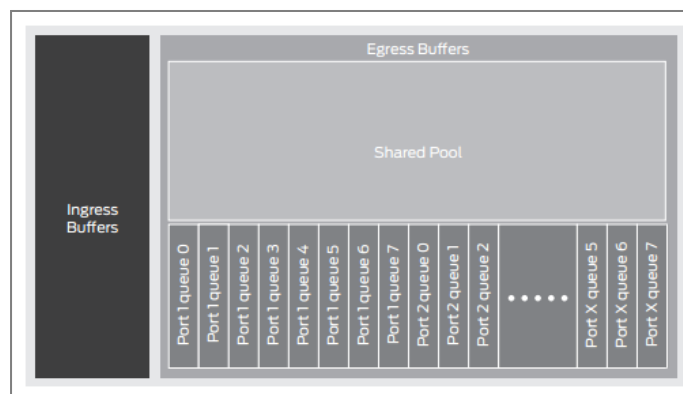 Egress Buffers
Shared Pool
Ingress
Buffers
Port 1 queue 0
Port 1 queue 1
Port 1 queue 2
Port 1 queue 3
Port 1 queue 4
Port 1 queue 5
Port 1 queue 6
Port 1 queue 7
Port 2 queue 0
Port 2 queue 1
Port 2 queue 2
Port X queue 5
Port X queue 6
Port X queue 7